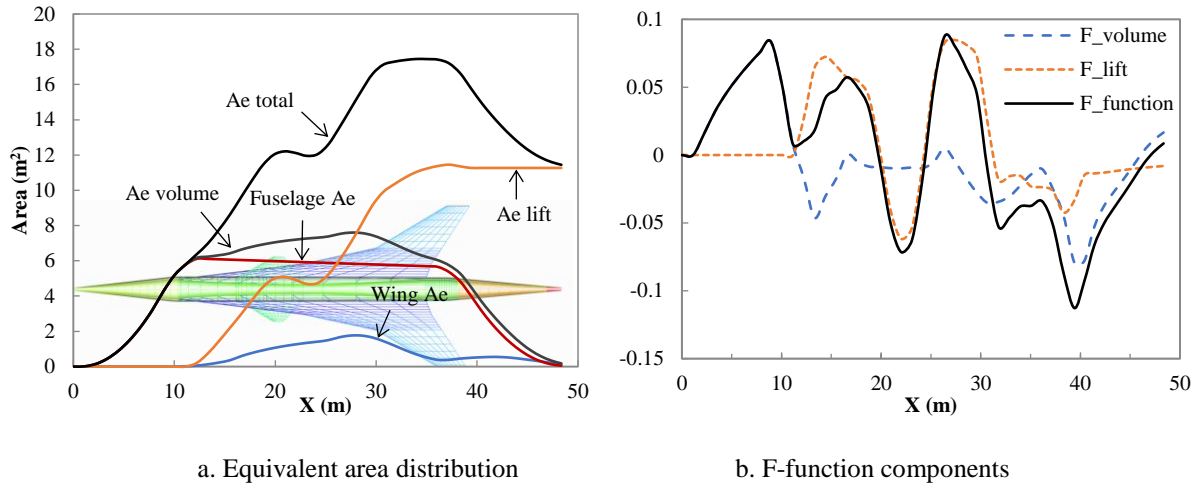 20
18
16
14
12
10
8
6
4
2
0
Area (m²)
Ae total
Ae volume
Fuselage Ae
Ae lift
Wing Ae
0 10 20 30 40 50
X (m)
a. Equivalent area distribution
0.1
0.05
0
-0.05
-0.1
-0.15
F_volume
F_lift
F_function
0 10 20 30 40 50
X (m)
b. F-function components